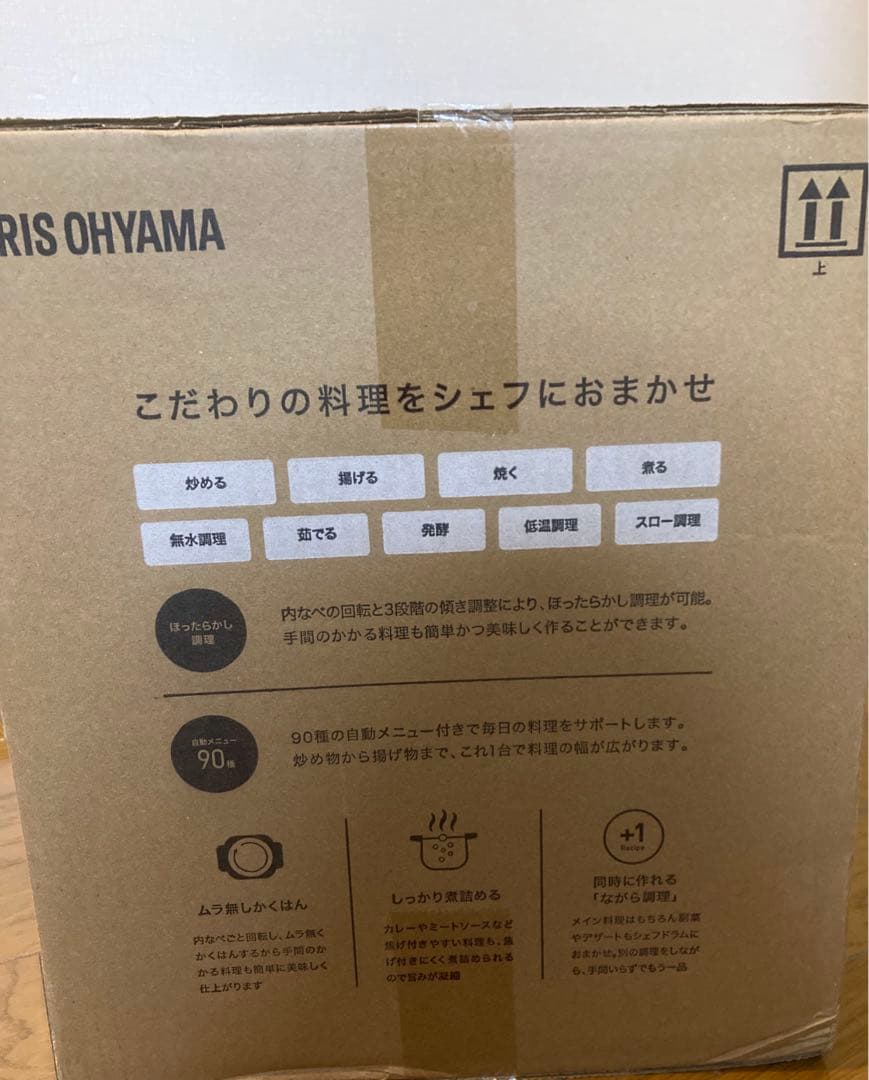 RIS OHYAMA
上
こだわりの料理をシェフにおまかせ
炒める 揚げる 焼く 煮る
無水調理 茹でる 発酵 低温調理 スロー調理
ほったらかし
調理
内なべの回転と3段階の傾き調整により、ほったらかし調理が可能。
手間のかかる料理も簡単かつ美味しく作ることができます。
自動メニュー
90種
90種の自動メニュー付きで毎日の料理をサポートします。
炒め物から揚げ物まで、これ1台で料理の幅が広がります。
ムラ無しかくはん
内なべごと回転し、ムラ無く
かくはんするから手間のか
かる料理も簡単に美味しく
仕上がります
しっかり煮詰める
カレーやミートソースなど
焦げ付きやすい料理も、焦
げ付きにくく煮詰められる
ので旨みが凝縮
+1
Recipe
同時に作れる
「ながら調理」
メイン料理はもちろん副菜
やデザートもシェフドラムに
おまかせ。別の調理をしなが
ら、手間いらずでもう一品